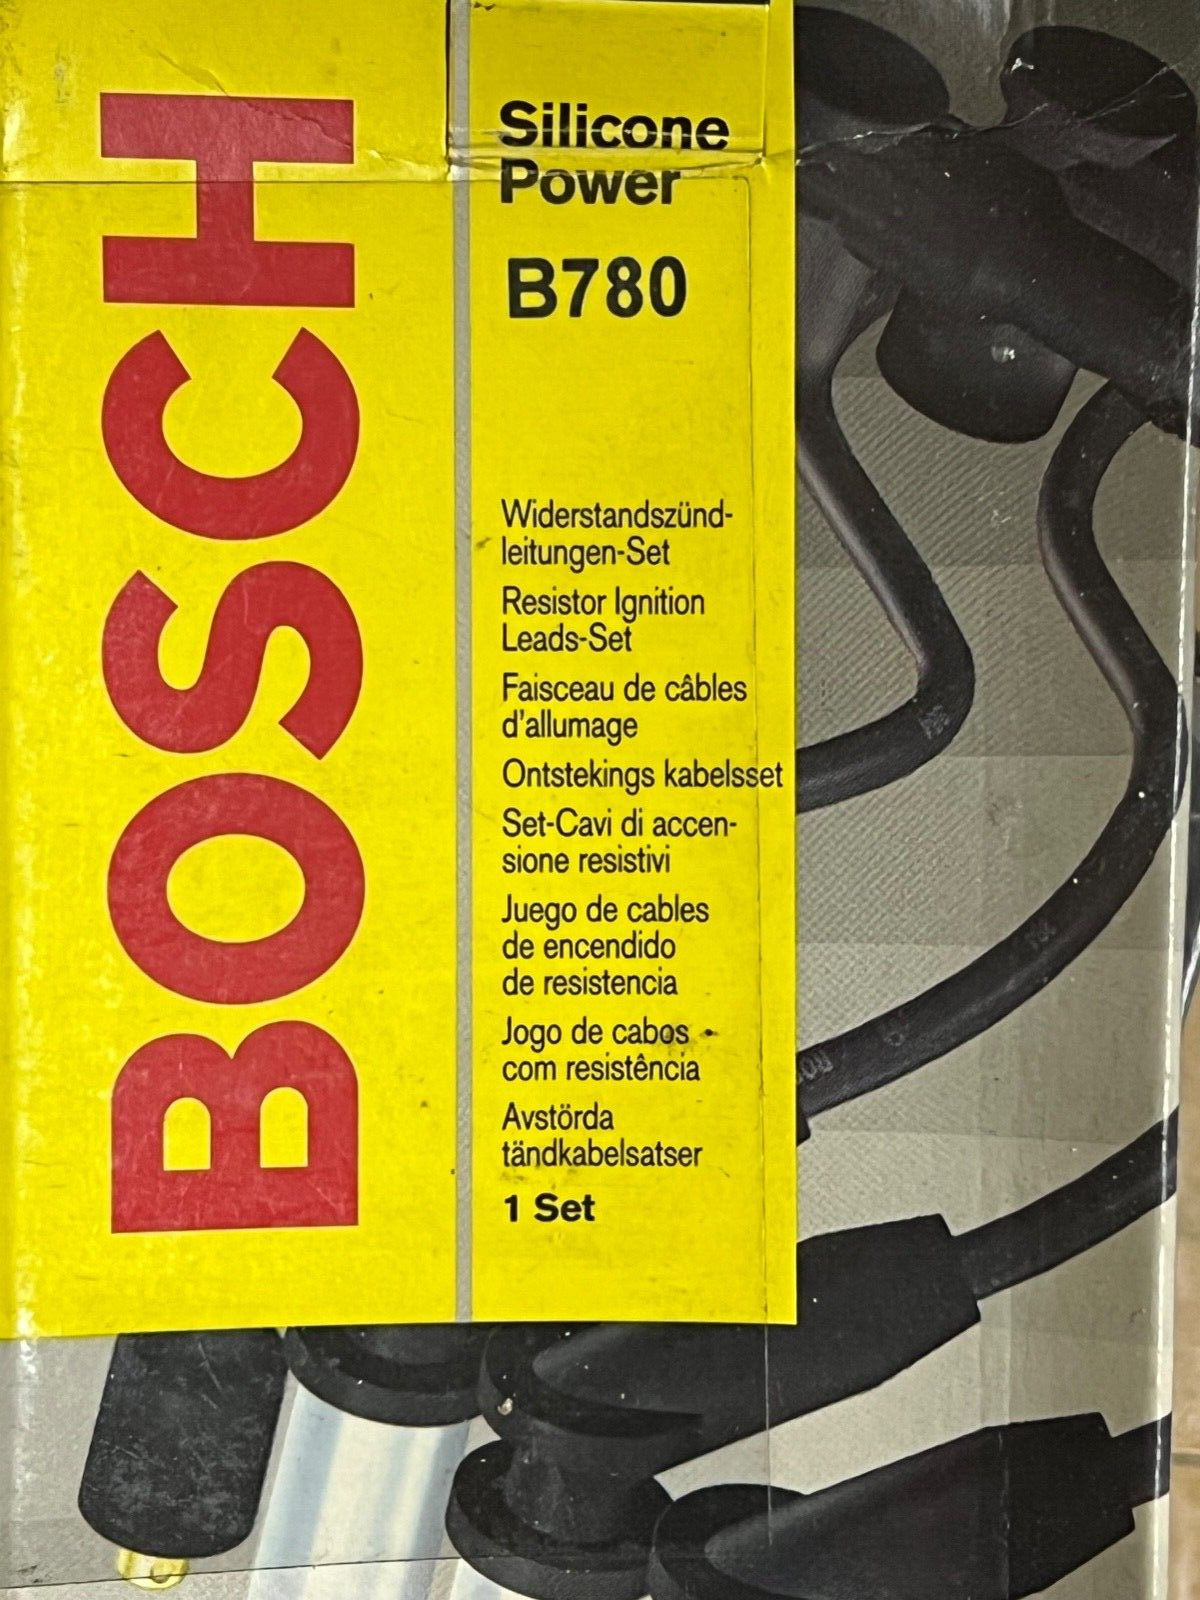 BOSCH
Silicone
Power
B780
Widerstandszünd-
leitungen-Set
Resistor Ignition
Leads-Set
Faisceau de câbles
d'allumage
Ontstekings kabelsset
Set-Cavi di accen-
sione resistivi
Juego de cables
de encendido
de resistencia
Jogo de cabos
com resistência
Avstörda
tändkabelsatser
1 Set